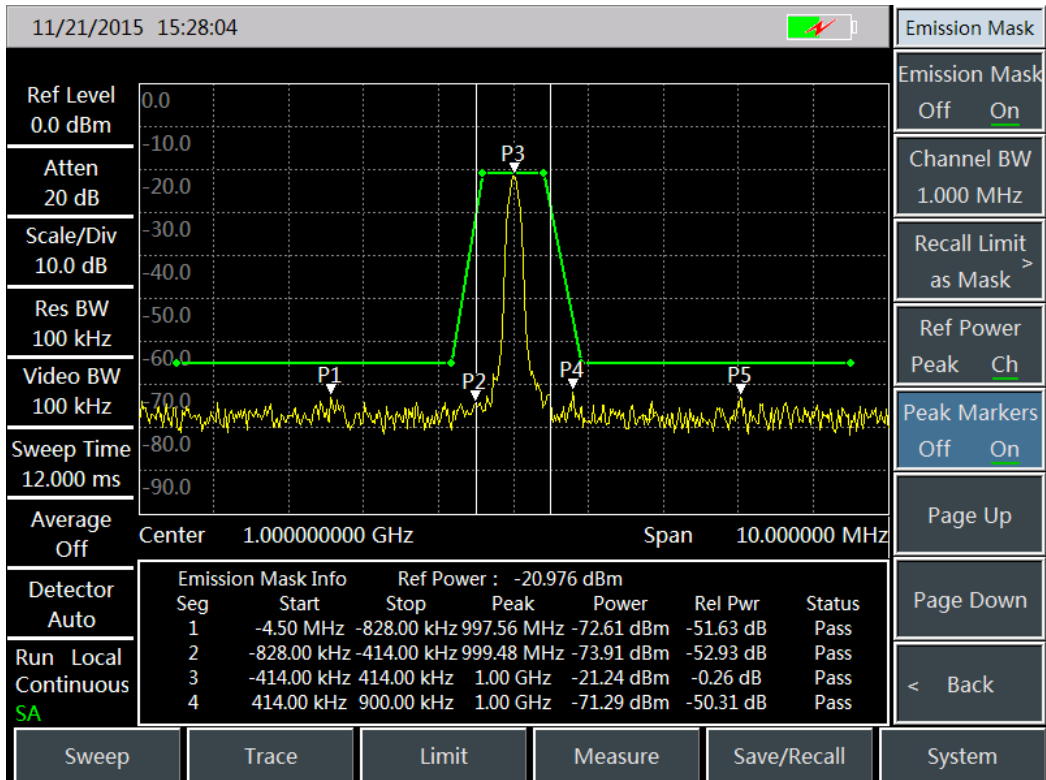 11/21/2015 15:28:04
Emission Mask
Ref Level
0.0 dBm
Atten
20 dB
Scale/Div
10.0 dB
Res BW
100 kHz
Video BW
100 kHz
Sweep Time
12.000 ms
Average
Off
Detector
Auto
Run Local
Continuous
SA
0.0
-10.0
-20.0
-30.0
-40.0
-50.0
-60.0
-70.0
-80.0
-90.0
P1
P2
P3
P4
P5
Center 1.0000000000 GHz Span 10.000000 MHz
Emission Mask Info Ref Power : -20.976 dBm
Seg Start Stop Peak Power Rel Pwr Status
1 -4.50 MHz -828.00 kHz 997.56 MHz -72.61 dBm -51.63 dB Pass
2 -828.00 kHz -414.00 kHz 999.48 MHz -73.91 dBm -52.93 dB Pass
3 -414.00 kHz 414.00 kHz 1.00 GHz -21.24 dBm -0.26 dB Pass
4 414.00 kHz 900.00 kHz 1.00 GHz -71.29 dBm -50.31 dB Pass
Emission Mask
Off On
Channel BW
1.000 MHz
Recall Limit
as Mask >
Ref Power
Peak Ch
Peak Markers
Off On
Page Up
Page Down
< Back
Sweep Trace Limit Measure Save/Recall System